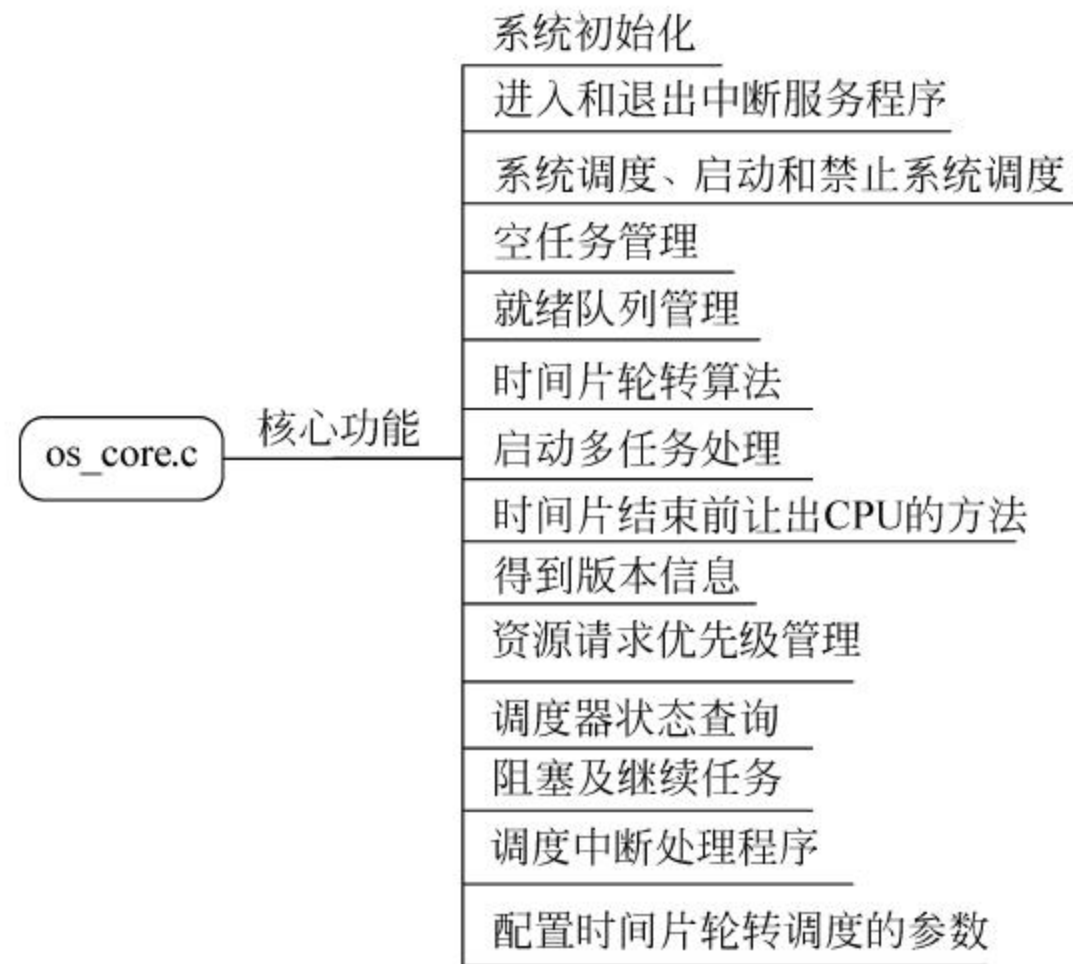 系统初始化
进入和退出中断服务程序
系统调度、启动和禁止系统调度
空任务管理
就绪队列管理
时间片轮转算法
os_core.c
核心功能
启动多任务处理
时间片结束前让出CPU的方法
得到版本信息
资源请求优先级管理
调度器状态查询
阻塞及继续任务
调度中断处理程序
配置时间片轮转调度的参数